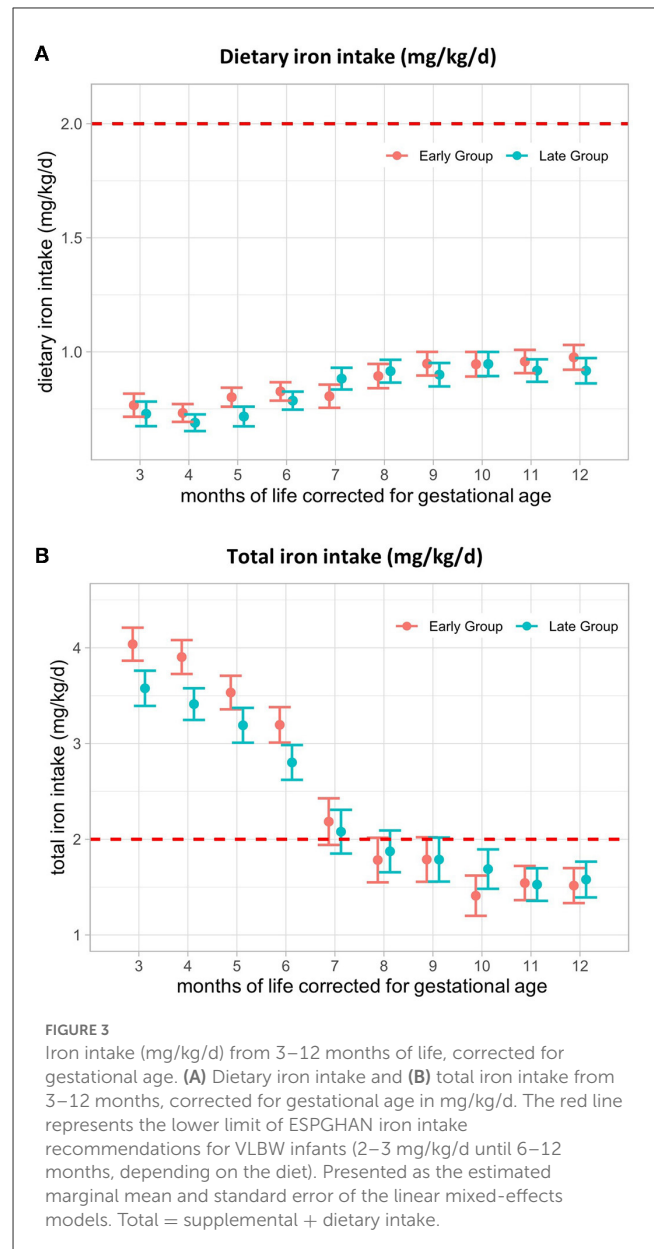 A
Dietary iron intake (mg/kg/d)
dietary iron intake (mg/kg/d)
2.0
1.5
1.0
Early Group
Late Group
3 4 5 6 7 8 9 10 11 12
months of life corrected for gestational age
B
Total iron intake (mg/kg/d)
total iron intake (mg/kg/d)
4
3
2
1
Early Group
Late Group
3 4 5 6 7 8 9 10 11 12
months of life corrected for gestational age
FIGURE 3
Iron intake (mg/kg/d) from 3–12 months of life, corrected for
gestational age. (A) Dietary iron intake and (B) total iron intake from
3–12 months, corrected for gestational age in mg/kg/d. The red line
represents the lower limit of ESPGHAN iron intake
recommendations for VLBW infants (2–3 mg/kg/d until 6–12
months, depending on the diet). Presented as the estimated
marginal mean and standard error of the linear mixed-effects
models. Total = supplemental + dietary intake.